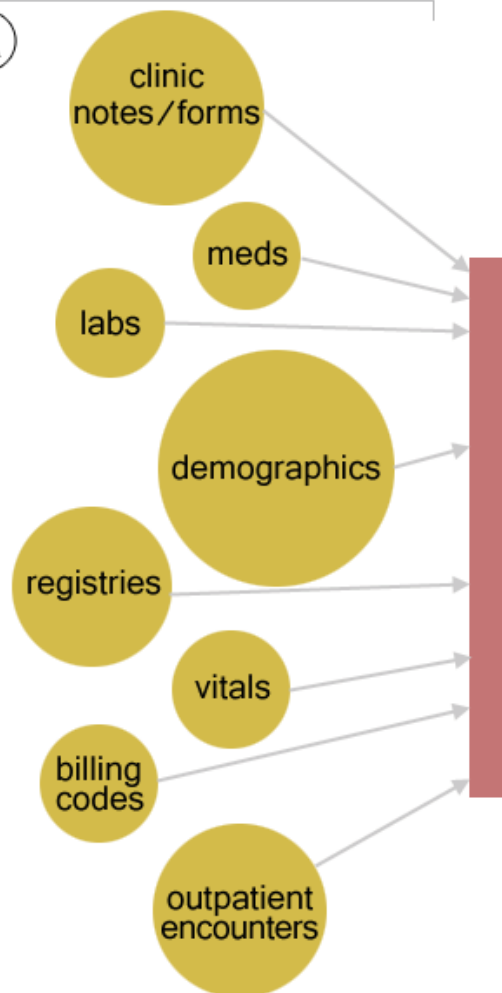 clinic
notes/forms
meds
labs
demographics
registries
vitals
billing
codes
outpatient
encounters